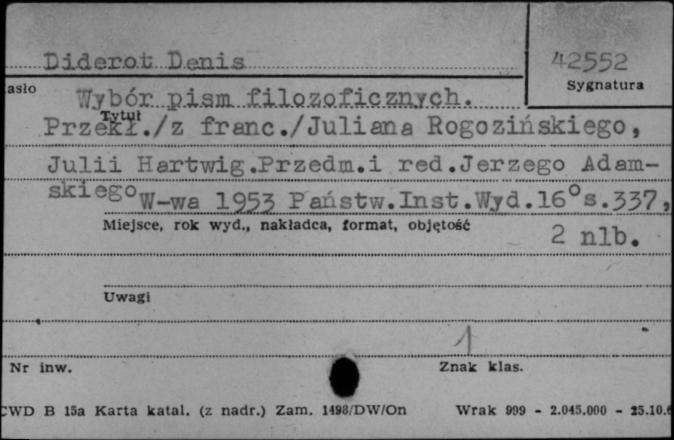 Diderot Denis
42552
asło
Sygnatura
Wybór pism filozoficznych.
Tytuł
Przekł./z franc./Juliana Rogozińskiego,
Julii Hartwig.Przedm.i red.Jerzego Adam-
skiego W-wa 1953 Państw.Inst.Wyd.16°s.337,
Miejsce, rok wyd., nakładca, format, objętość
2 nlb.
Uwagi
1
Nr inw.
Znak klas.
CWD B 15a Karta katal. (z nadr.) Zam. 1498/DW/On Wrak 999 - 2.045.000 - 25.10.6